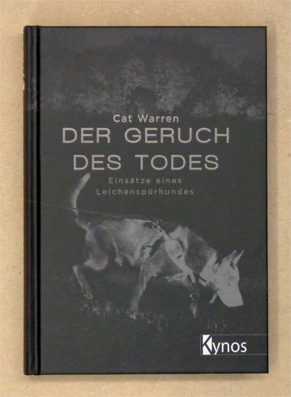 Cat Warren
DER GERUCH
DES TODES
Einsätze eines
Leichenspürhundes
Kynos